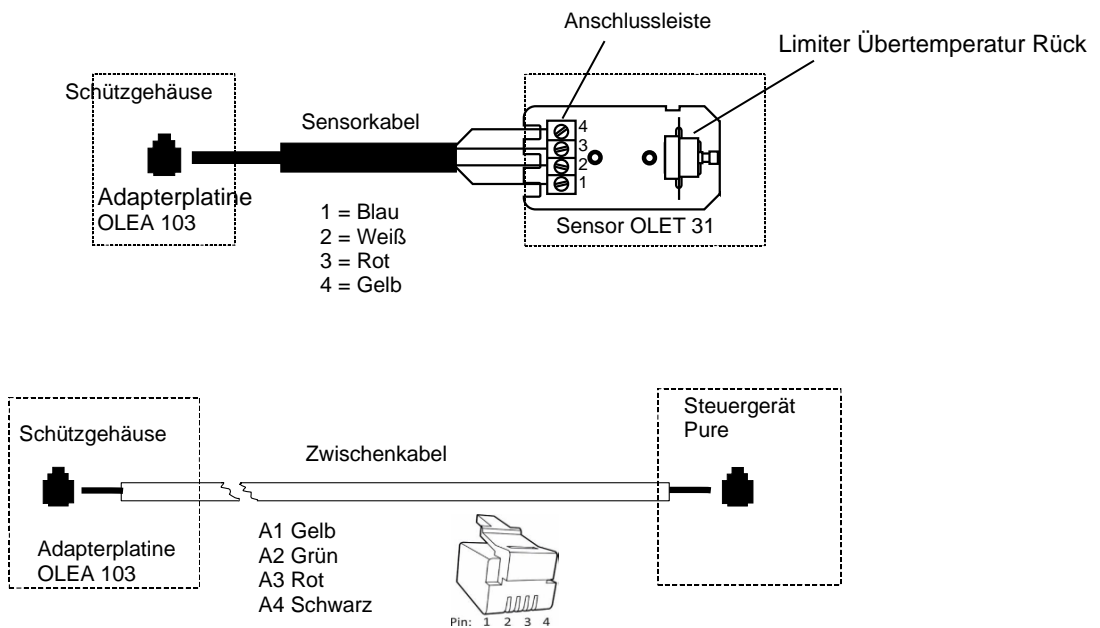 Anschlussleiste
Limiter Übertemperatur Rück
Schützgehäuse
Sensorkabel
4
3
2
1
Adapterplatine
OLEA 103
1 = Blau
2 = Weiß
3 = Rot
4 = Gelb
Sensor OLET 31
Steuergerät
Pure
Schützgehäuse
Zwischenkabel
Adapterplatine
OLEA 103
A1 Gelb
A2 Grün
A3 Rot
A4 Schwarz
Pin: 1 2 3 4